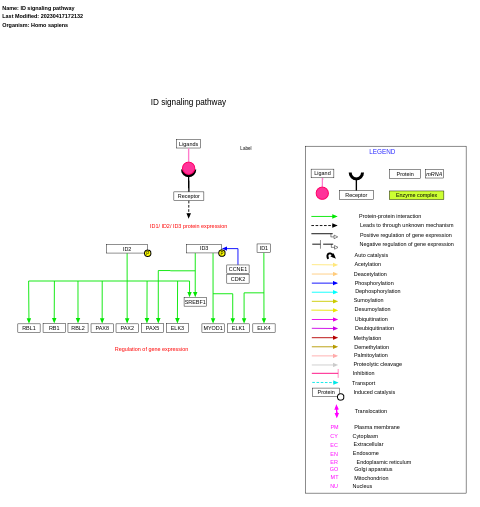 Name: ID signaling pathway
Last Modified: 20230417172132
Organism: Homo sapiens
ID signaling pathway
Ligands
Label
Receptor
ID1/ ID2/ ID3 protein expression
ID2
P
ID3
P
ID1
CCNE1
CDK2
SREBF1
RBL1
RB1
RBL2
PAX8
PAX2
PAX5
ELK3
MYOD1
ELK1
ELK4
Regulation of gene expression
LEGEND
Ligand
Protein
mRNA
Receptor
Enzyme complex
Protein-protein interaction
Leads to through unknown mechanism
Positive regulation of gene expression
Negative regulation of gene expression
Auto catalysis
Acetylation
Deacetylation
Phosphorylation
Dephosphorylation
Sumoylation
Desumoylation
Ubiquitination
Deubiquitination
Methylation
Demethylation
Palmitoylation
Proteolytic cleavage
Inhibition
Transport
Protein
Induced catalysis
Translocation
PM Plasma membrane
CY Cytoplasm
EC Extracellular
EN Endosome
ER Endoplasmic reticulum
GO Golgi apparatus
MT Mitochondrion
NU Nucleus